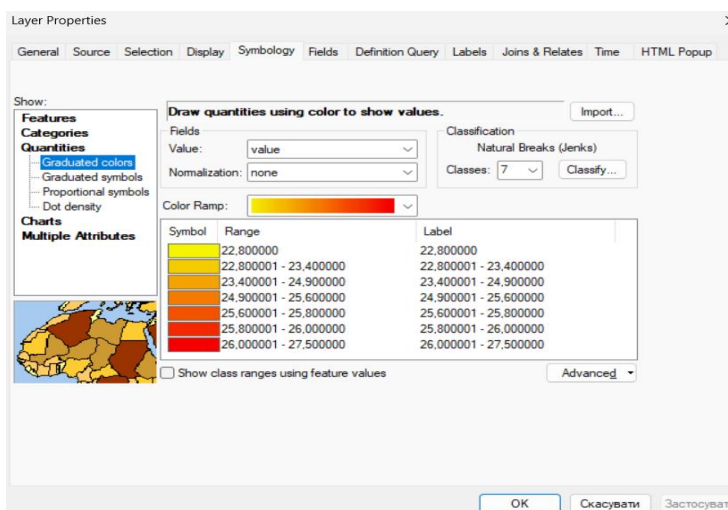 Layer Properties
General Source Selection Display Symbology Fields Definition Query Labels Joins & Relates Time HTML Popup
Show:
Features
Categories
Quantities
Graduated colors
Graduated symbols
Proportional symbols
Dot density
Charts
Multiple Attributes
Draw quantities using color to show values.
Import...
Fields
Value: value
Normalization: none
Classification
Natural Breaks (Jenks)
Classes: 7 Classify...
Color Ramp:
Symbol Range Label
22,800000 22,800000
22,800001 - 23,400000 22,800001 - 23,400000
23,400001 - 24,900000 23,400001 - 24,900000
24,900001 - 25,600000 24,900001 - 25,600000
25,600001 - 25,800000 25,600001 - 25,800000
25,800001 - 26,000000 25,800001 - 26,000000
26,000001 - 27,500000 26,000001 - 27,500000
Show class ranges using feature values
Advanced
OK Скасувати Застосуват